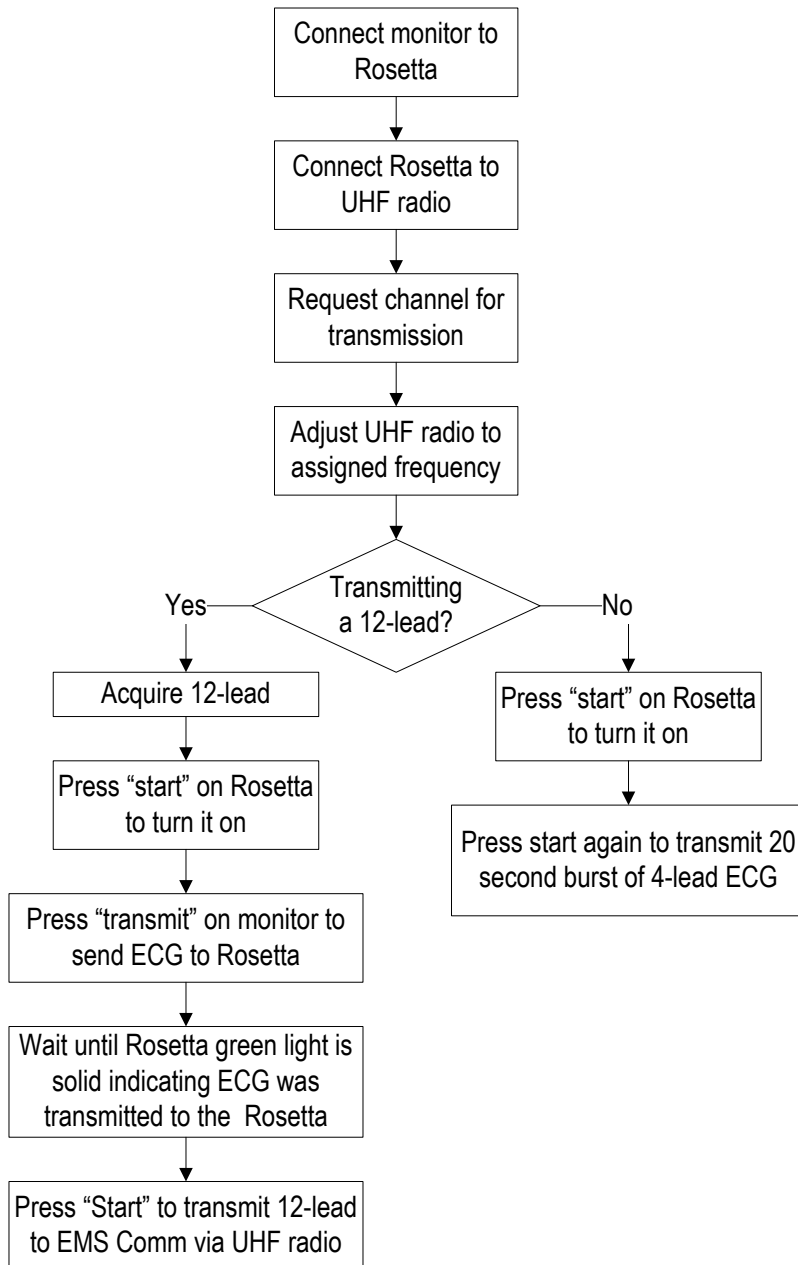 Connect monitor to
Rosetta
Connect Rosetta to
UHF radio
Request channel for
transmission
Adjust UHF radio to
assigned frequency
Transmitting
a 12-lead?
Yes
No
Acquire 12-lead
Press “start” on Rosetta
to turn it on
Press “transmit” on monitor to
send ECG to Rosetta
Wait until Rosetta green light is
solid indicating ECG was
transmitted to the Rosetta
Press “Start” to transmit 12-lead
to EMS Comm via UHF radio
Press “start” on Rosetta
to turn it on
Press start again to transmit 20
second burst of 4-lead ECG